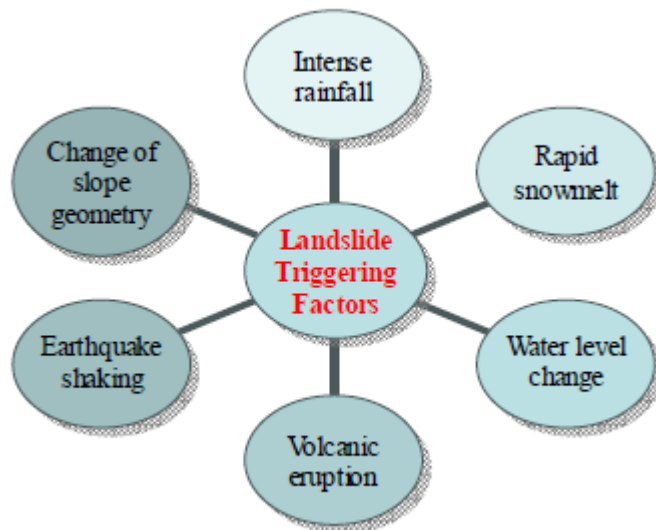 Intense
rainfall
Rapid
snowmelt
Water level
change
Volcanic
eruption
Earthquake
shaking
Change of
slope
geometry
Landslide
Triggering
Factors